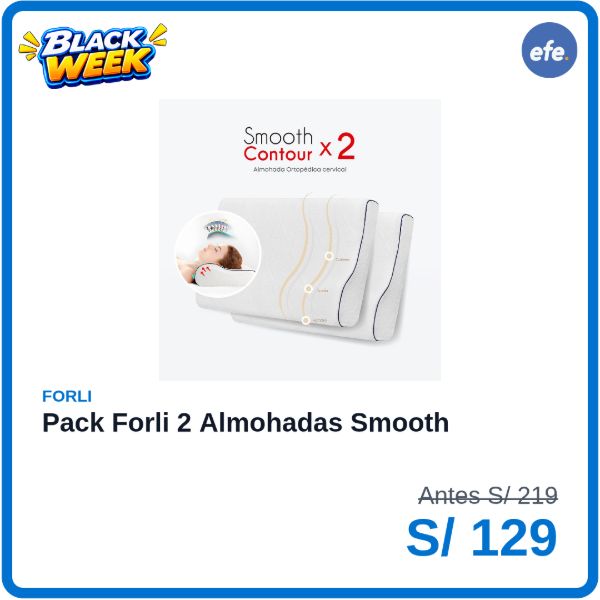 BLACK
WEEK
efe.
Smooth
Contour x 2
Almohada Ortopédica cervical
FORLI
Pack Forli 2 Almohadas Smooth
Antes S/ 219
S/ 129